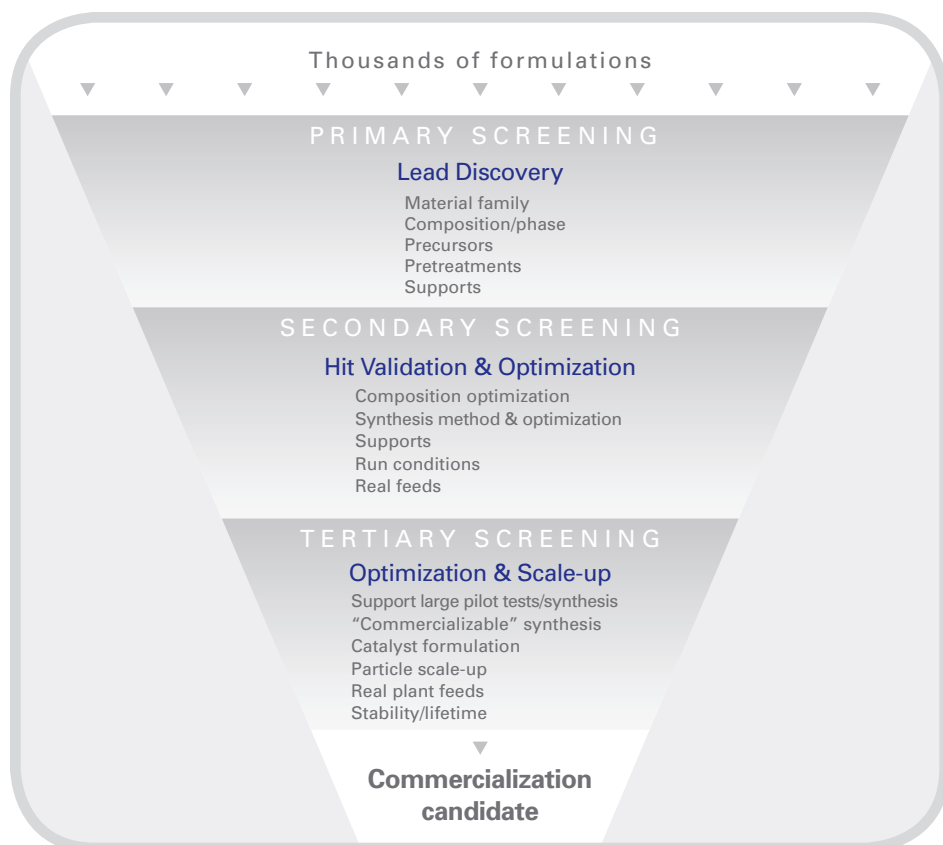 Thousands of formulations
PRIMARY SCREENING
Lead Discovery
Material family
Composition/phase
Precursors
Pretreatments
Supports
SECONDARY SCREENING
Hit Validation & Optimization
Composition optimization
Synthesis method & optimization
Supports
Run conditions
Real feeds
TERTIARY SCREENING
Optimization & Scale-up
Support large pilot tests/synthesis
“Commercializable” synthesis
Catalyst formulation
Particle scale-up
Real plant feeds
Stability/lifetime
Commercialization
candidate